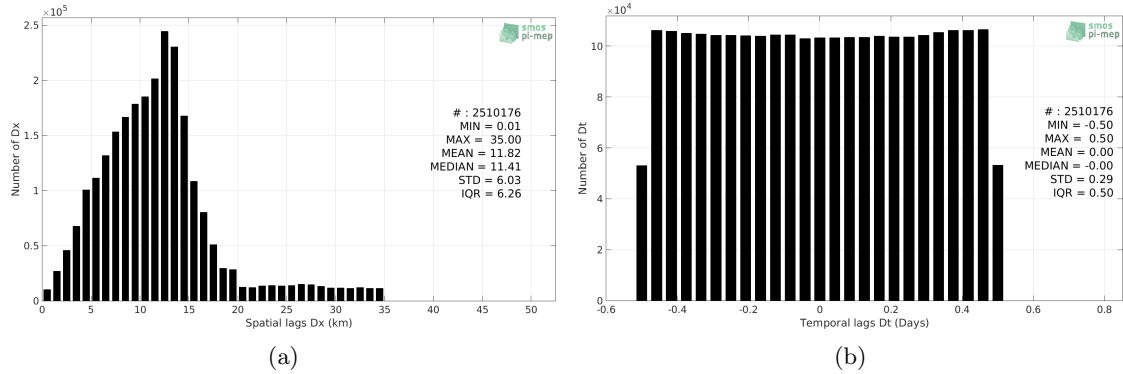 ×10^5
2.5
2
1.5
1
0.5
0
0
5
10
15
20
25
30
35
40
45
50
Number of Dx
Spatial lags Dx (km)
smos
pi-mep
# : 2510176
MIN = 0.01
MAX = 35.00
MEAN = 11.82
MEDIAN = 11.41
STD = 6.03
IQR = 6.26
(a)
×10^4
10
8
6
4
2
0
-0.6
-0.4
-0.2
0
0.2
0.4
0.6
0.8
Number of Dt
Temporal lags Dt (Days)
smos
pi-mep
# : 2510176
MIN = -0.50
MAX = 0.50
MEAN = 0.00
MEDIAN = -0.00
STD = 0.29
IQR = 0.50
(b)